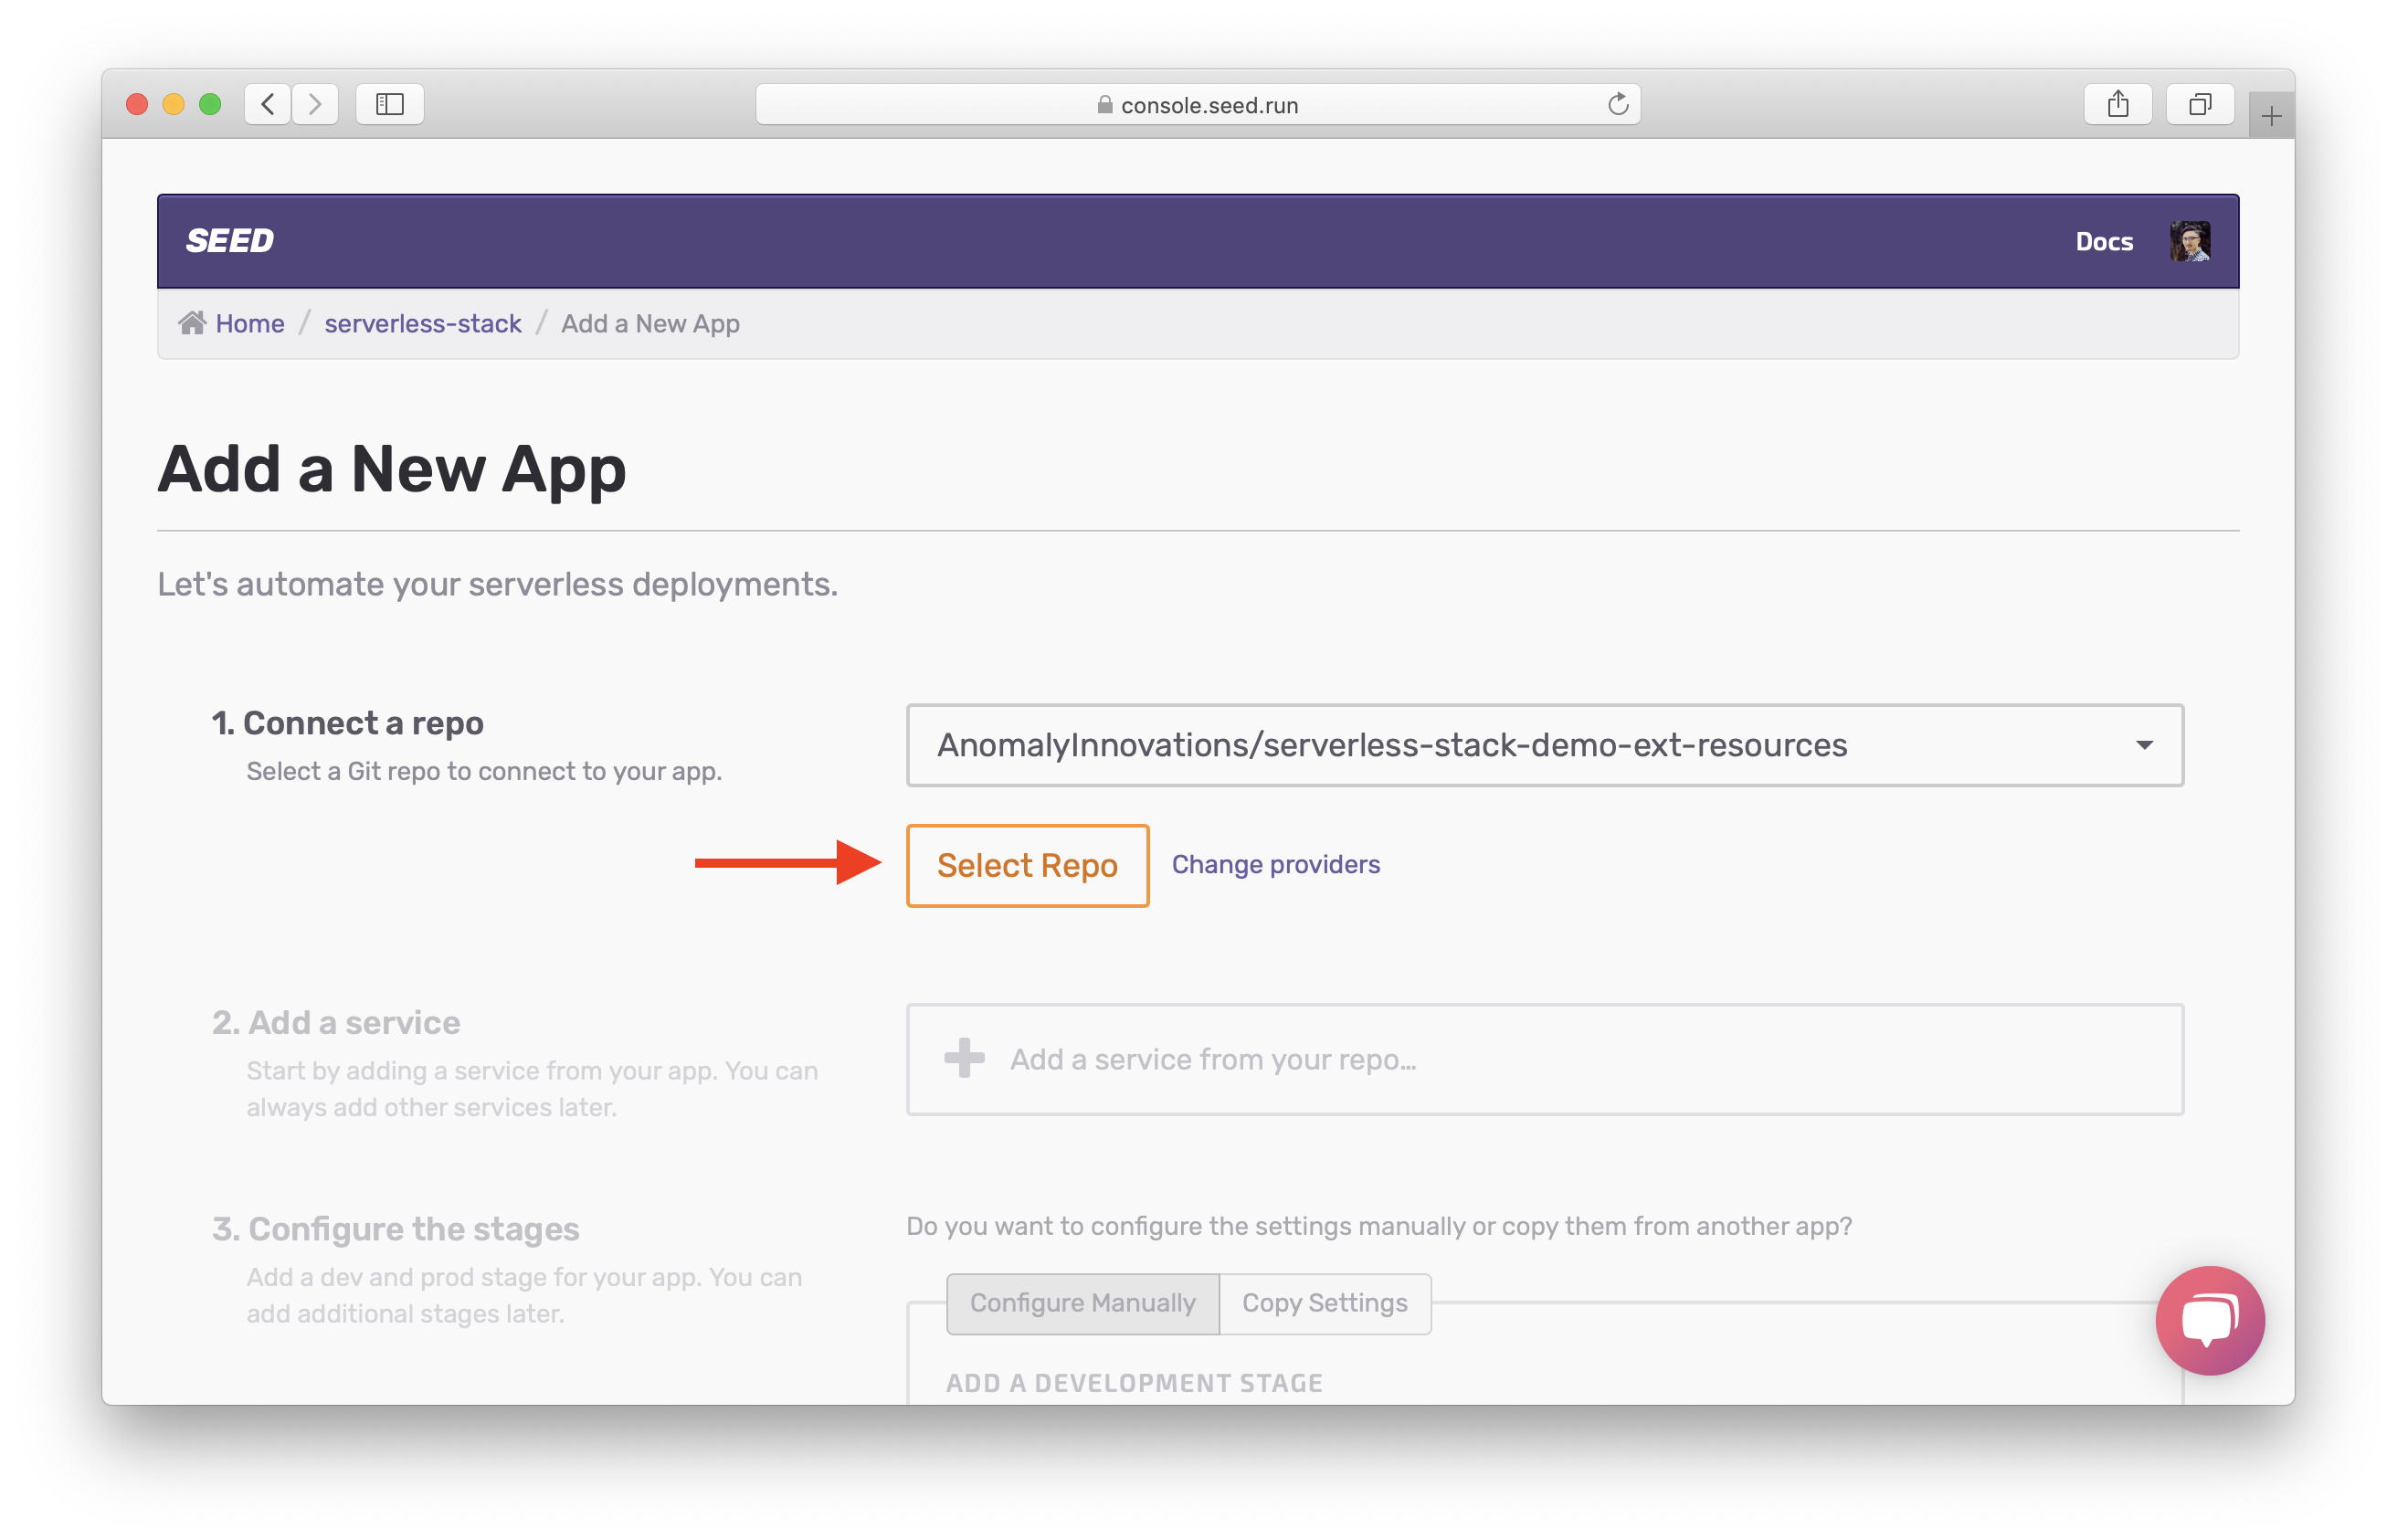 console.seed.run
SEED
Docs
Home / serverless-stack / Add a New App
Add a New App
Let's automate your serverless deployments.
1. Connect a repo
Select a Git repo to connect to your app.
AnomalyInnovations/serverless-stack-demo-ext-resources
Select Repo
Change providers
2. Add a service
Start by adding a service from your app. You can
always add other services later.
Add a service from your repo...
3. Configure the stages
Add a dev and prod stage for your app. You can
add additional stages later.
Do you want to configure the settings manually or copy them from another app?
Configure Manually
Copy Settings
ADD A DEVELOPMENT STAGE